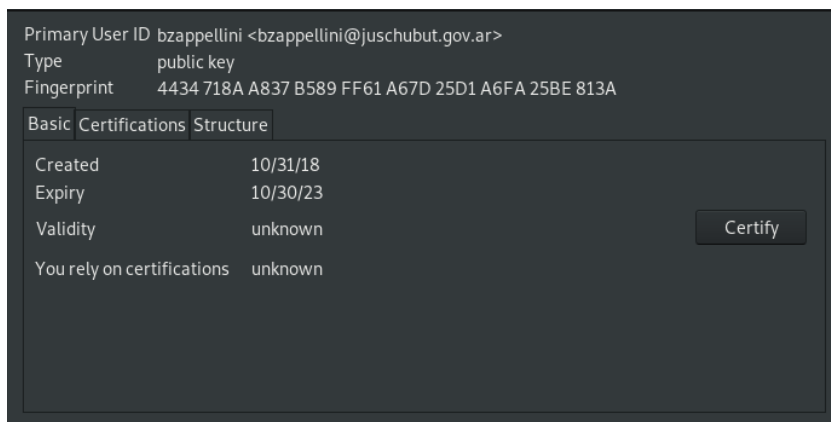 Primary User ID bzappellini <bzappellini@juschubut.gov.ar>
Type public key
Fingerprint 4434 718A A837 B589 FF61 A67D 25D1 A6FA 25BE 813A
Basic Certifications Structure
Created 10/31/18
Expiry 10/30/23
Validity unknown Certify
You rely on certifications unknown